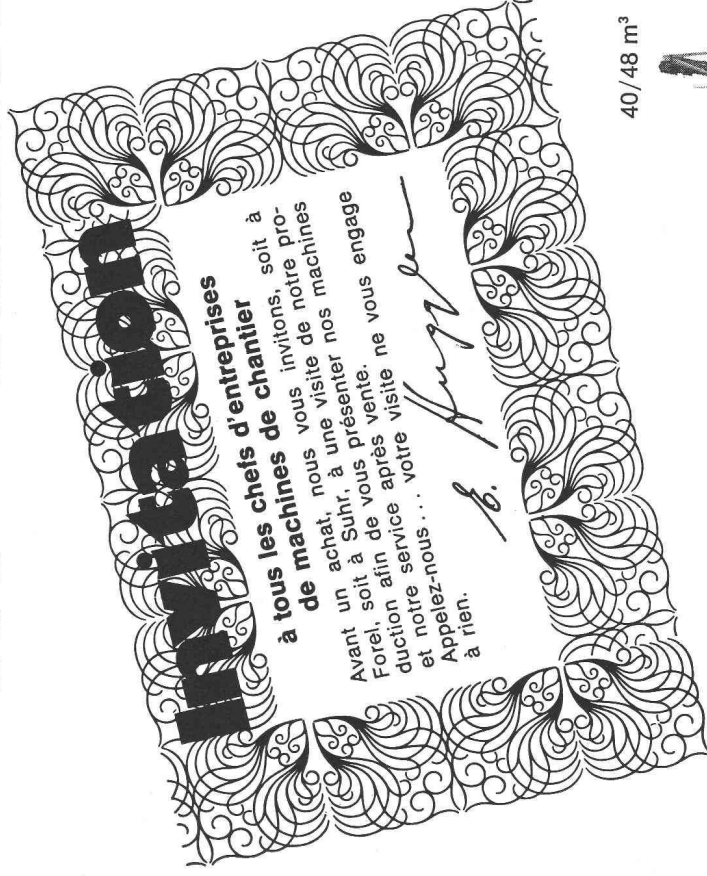 Invitation
à tous les chefs d'entreprises
de machines de chantier
Avant un achat, nous vous invitons, soit à
Forel, soit à Suhr, à une visite de notre pro-
duction afin de vous présenter nos machines
et notre service après vente.
Appelez-nous... votre visite ne vous engage
à rien.
40/48 m³